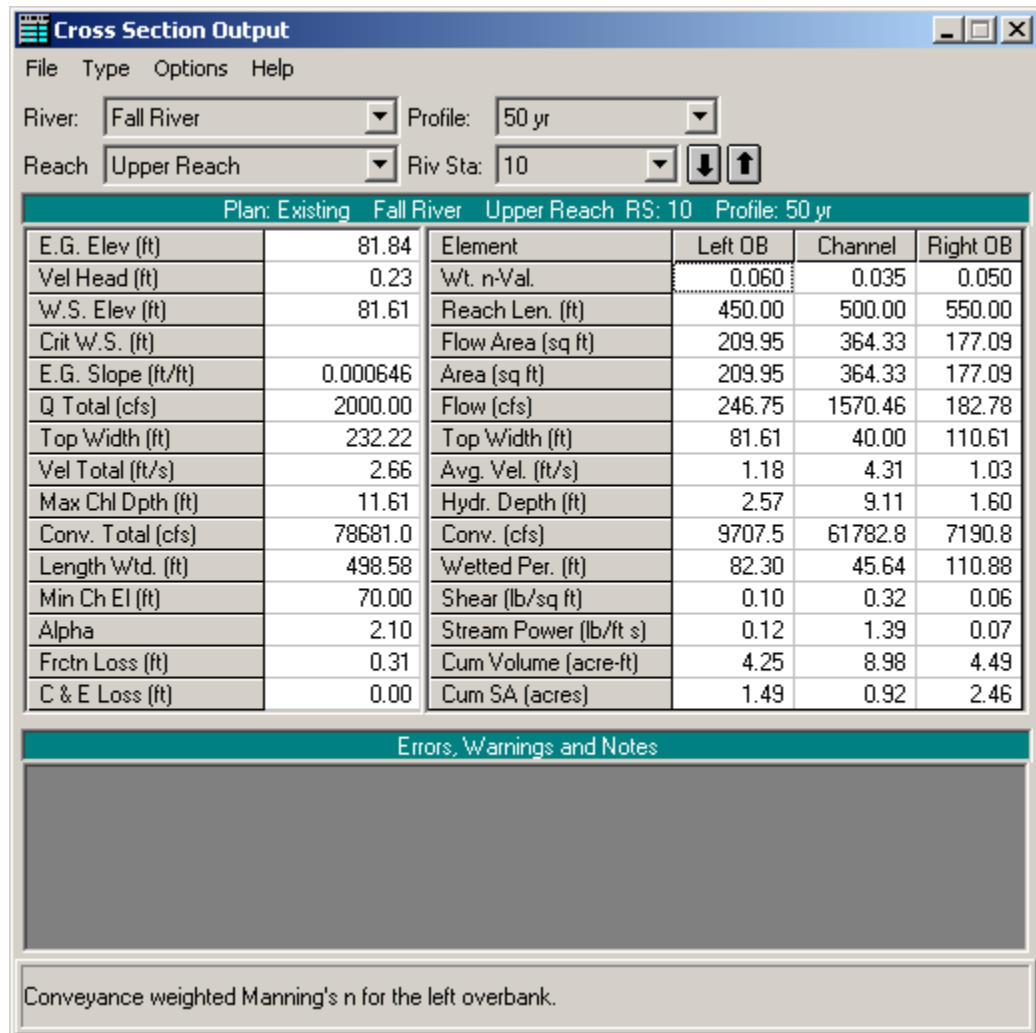 Cross Section Output
File Type Options Help
River: Fall River Profile: 50 yr
Reach Upper Reach Riv Sta: 10
Plan: Existing Fall River Upper Reach RS: 10 Profile: 50 yr
E.G. Elev (ft) 81.84 Element Left OB Channel Right OB
Vel Head (ft) 0.23 Wt. n-Val. 0.060 0.035 0.050
W.S. Elev (ft) 81.61 Reach Len. (ft) 450.00 500.00 550.00
Crit W.S. (ft) Flow Area (sq ft) 209.95 364.33 177.09
E.G. Slope (ft/ft) 0.000646 Area (sq ft) 209.95 364.33 177.09
Q Total (cfs) 2000.00 Flow (cfs) 246.75 1570.46 182.78
Top Width (ft) 232.22 Top Width (ft) 81.61 40.00 110.61
Vel Total (ft/s) 2.66 Avg. Vel. (ft/s) 1.18 4.31 1.03
Max Chl Dpth (ft) 11.61 Hydr. Depth (ft) 2.57 9.11 1.60
Conv. Total (cfs) 78681.0 Conv. (cfs) 9707.5 61782.8 7190.8
Length Wtd. (ft) 498.58 Wetted Per. (ft) 82.30 45.64 110.88
Min Ch El (ft) 70.00 Shear (lb/sq ft) 0.10 0.32 0.06
Alpha 2.10 Stream Power (lb/ft s) 0.12 1.39 0.07
Frctn Loss (ft) 0.31 Cum Volume (acre-ft) 4.25 8.98 4.49
C & E Loss (ft) 0.00 Cum SA (acres) 1.49 0.92 2.46
Errors, Warnings and Notes
Conveyance weighted Manning's n for the left overbank.